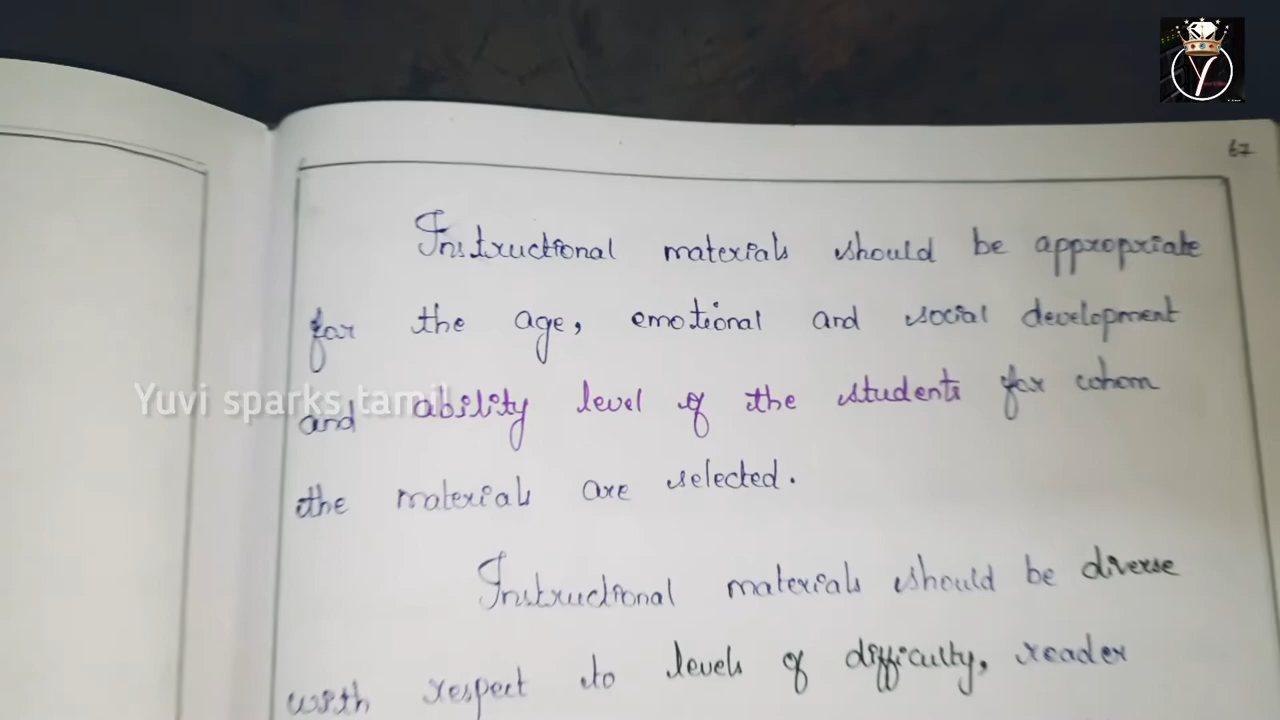 67
Instructional materials should be appropriate
for the age, emotional and social development
Yuvi sparks tamil
and ability level of the students for whom
the materials are selected.
Instructional materials should be diverse
with respect to levels of difficulty, reader
Y